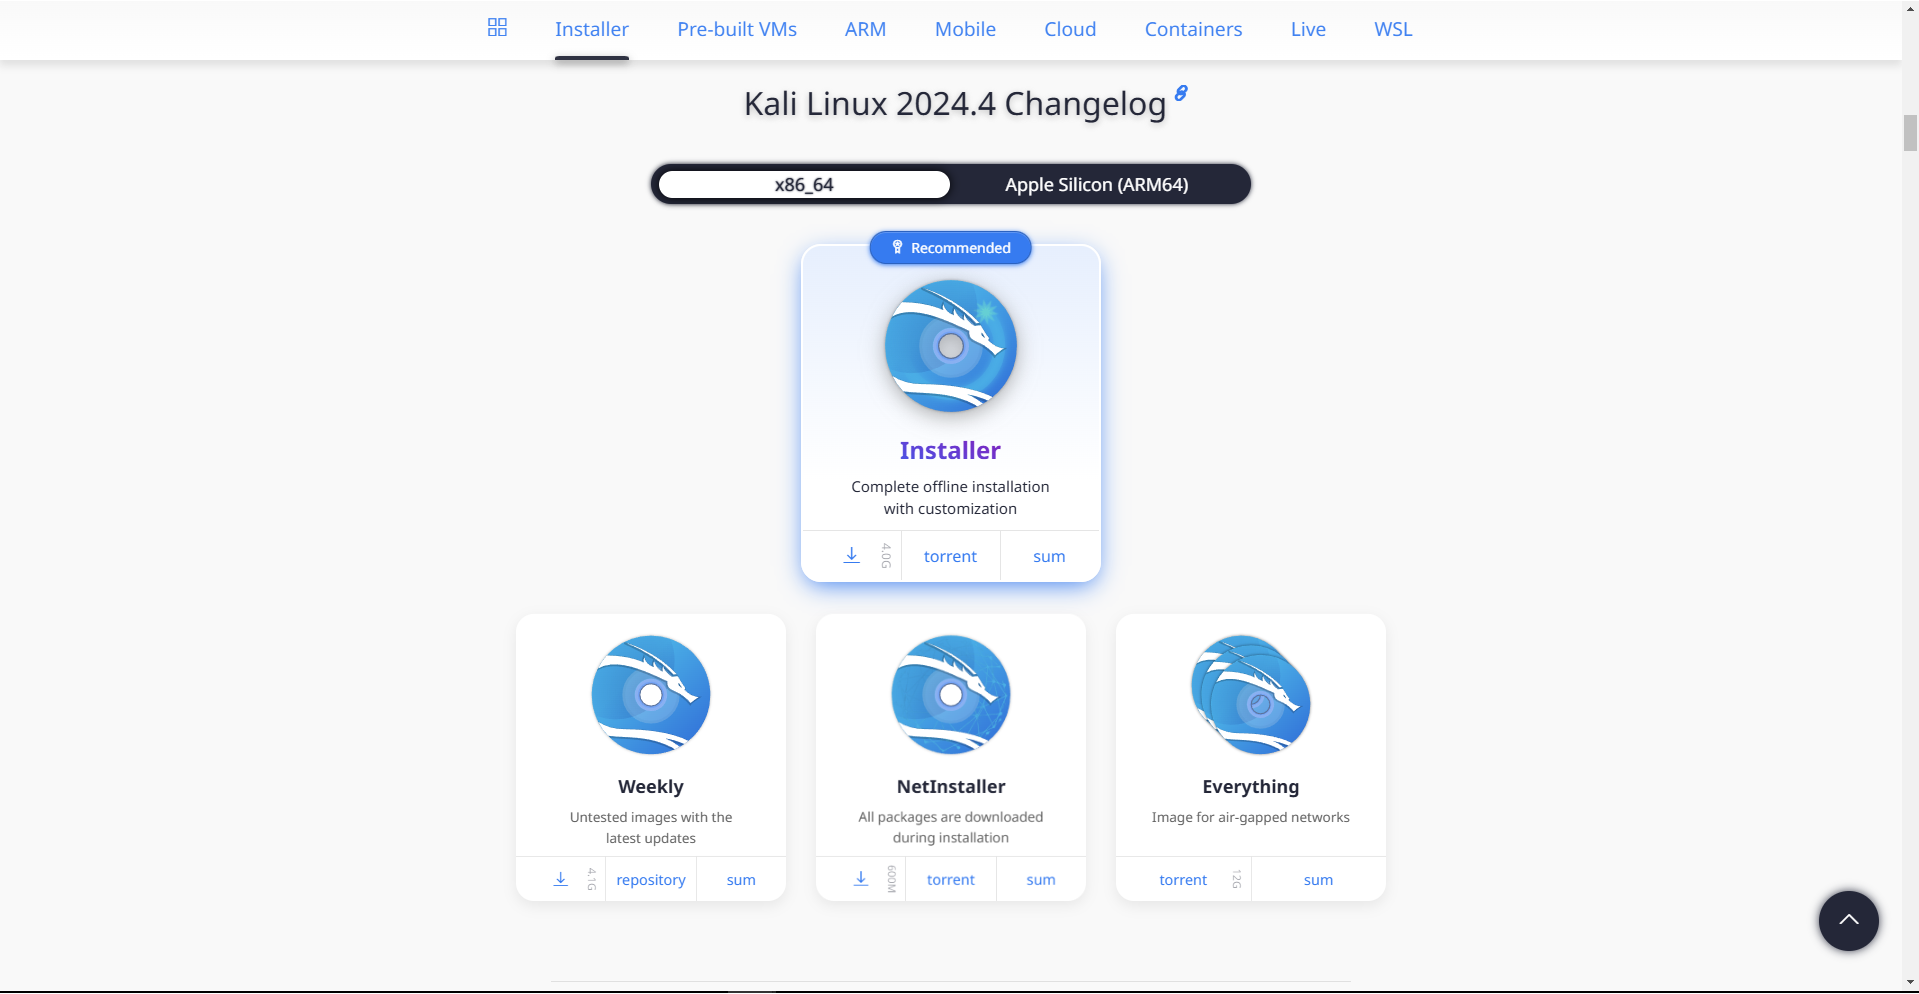 Installer Pre-built VMs ARM Mobile Cloud Containers Live WSL
Kali Linux 2024.4 Changelog
x86_64 Apple Silicon (ARM64)
Recommended
Installer
Complete offline installation
with customization
4.0G torrent sum
Weekly
Untested images with the
latest updates
4.1G repository sum
NetInstaller
All packages are downloaded
during installation
600M torrent sum
Everything
Image for air-gapped networks
torrent 12G sum